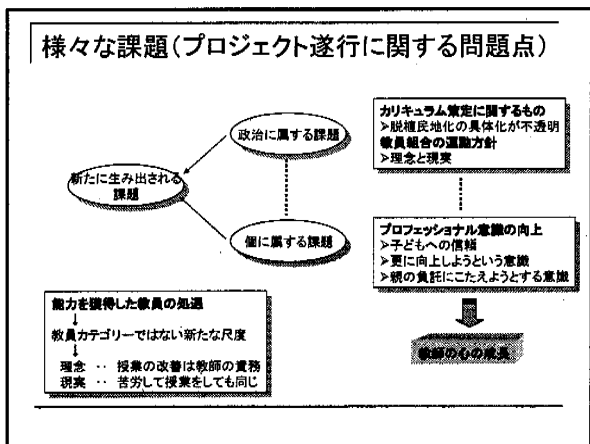 様々な課題(プロジェクト遂行に関する問題点)
政治に属する課題
新たに生み出される
課題
個に属する課題
カリキュラム策定に関するもの
➢脱植民地化の具体化が不透明
教員組合の運動方針
➢理念と現実
プロフェッショナル意識の向上
➢子どもへの信頼
➢更に向上しようという意識
➢親の負託にこたえようとする意識
教師の心の成長
能力を獲得した教員の処遇
↓
教員カテゴリーではない新たな尺度
↓
理念 ‥ 授業の改善は教師の責務
現実 ‥ 苦労して授業をしても同じ